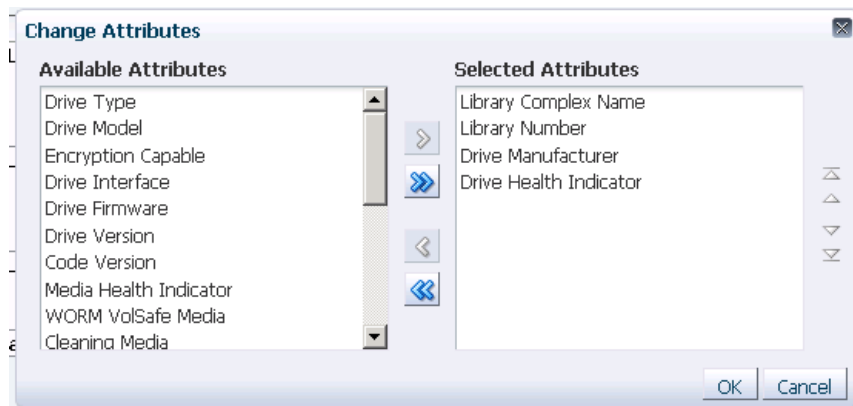 Change Attributes
Available Attributes
Drive Type
Drive Model
Encryption Capable
Drive Interface
Drive Firmware
Drive Version
Code Version
Media Health Indicator
WORM VolSafe Media
Cleaning Media
Selected Attributes
Library Complex Name
Library Number
Drive Manufacturer
Drive Health Indicator
OK
Cancel